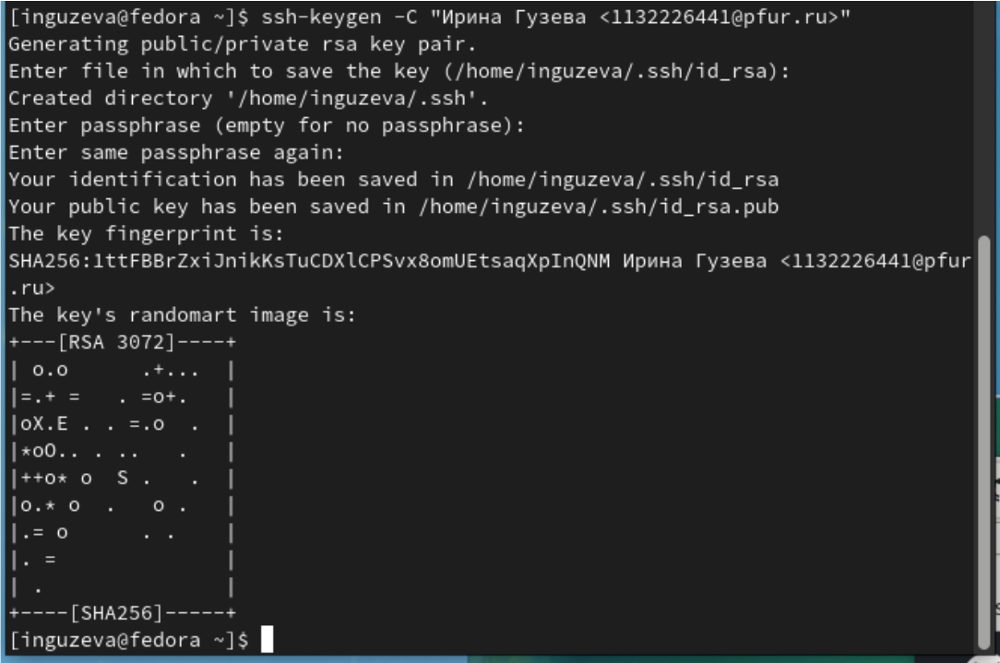 [inguzeva@fedora ~]$ ssh-keygen -C "Ирина Гузева <1132226441@pfur.ru>"
Generating public/private rsa key pair.
Enter file in which to save the key (/home/inguzeva/.ssh/id_rsa):
Created directory '/home/inguzeva/.ssh'.
Enter passphrase (empty for no passphrase):
Enter same passphrase again:
Your identification has been saved in /home/inguzeva/.ssh/id_rsa
Your public key has been saved in /home/inguzeva/.ssh/id_rsa.pub
The key fingerprint is:
SHA256:1ttFBBrZxiJnikKsTuCDXlCPSvx8omUEtsaqXpInQNM Ирина Гузева <1132226441@pfur
.ru>
The key's randomart image is:
+---[RSA 3072]----+
| o.o      .+...  |
|=.+ =   . =o+.   |
|oX.E . . =.o  .  |
|*oO.. . ..   .   |
|++o* o  S .   .  |
|o.* o  .   o .   |
|.= o      . .    |
|. =              |
| .               |
+----[SHA256]-----+
[inguzeva@fedora ~]$